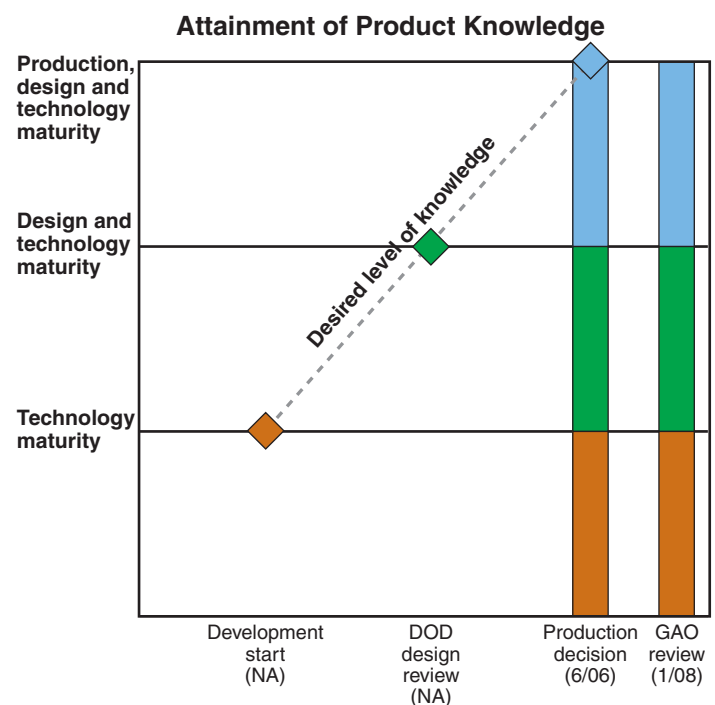 Attainment of Product Knowledge
Production,
design and
technology
maturity
Design and
technology
maturity
Technology
maturity
Desired level of knowledge
Development
start
(NA)
DOD
design
review
(NA)
Production
decision
(6/06)
GAO
review
(1/08)